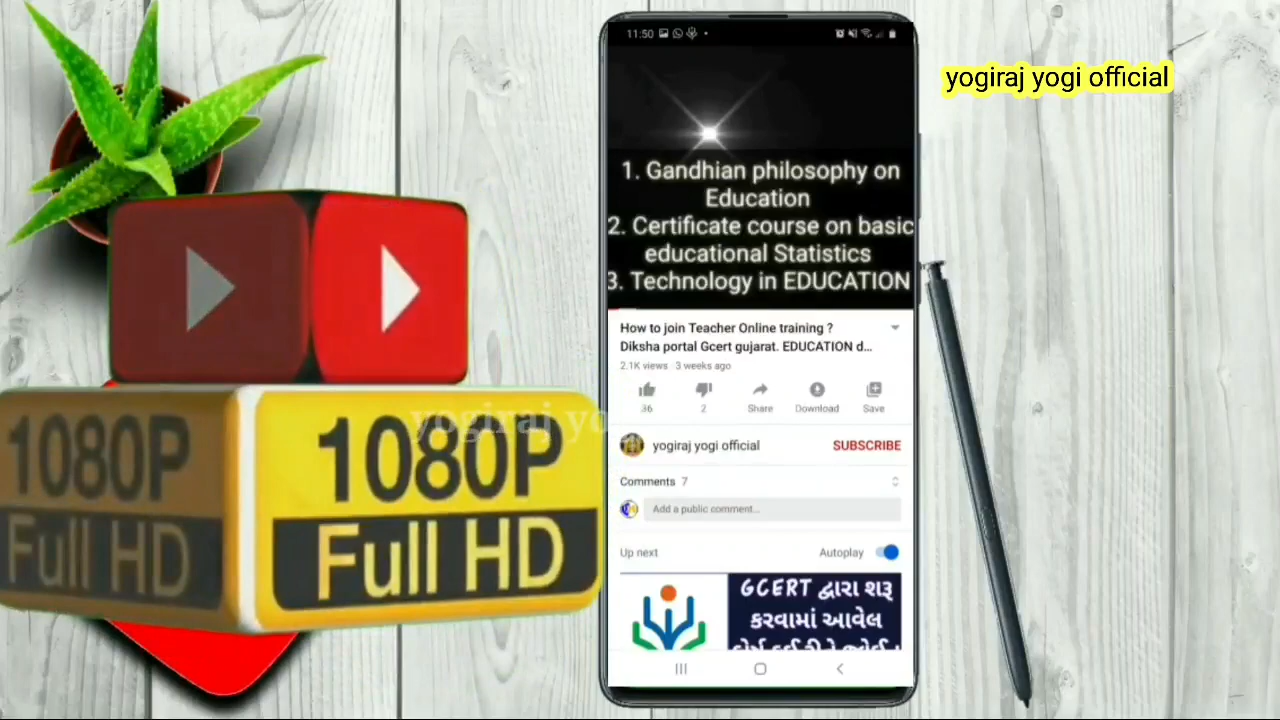 yogiraj yogi official
11:50
1. Gandhian philosophy on
Education
2. Certificate course on basic
educational Statistics
3. Technology in EDUCATION
How to join Teacher Online training ?
Diksha portal Gcert gujarat. EDUCATION d...
2.1K views 3 weeks ago
36
2
Share
Download
Save
yogiraj yogi official
SUBSCRIBE
Comments 7
Add a public comment...
Up next
Autoplay
GCERT દ્વારા શરૂ
કરવામાં આવેલ
1080P
Full HD
1080P
Full HD
yogiraj yo